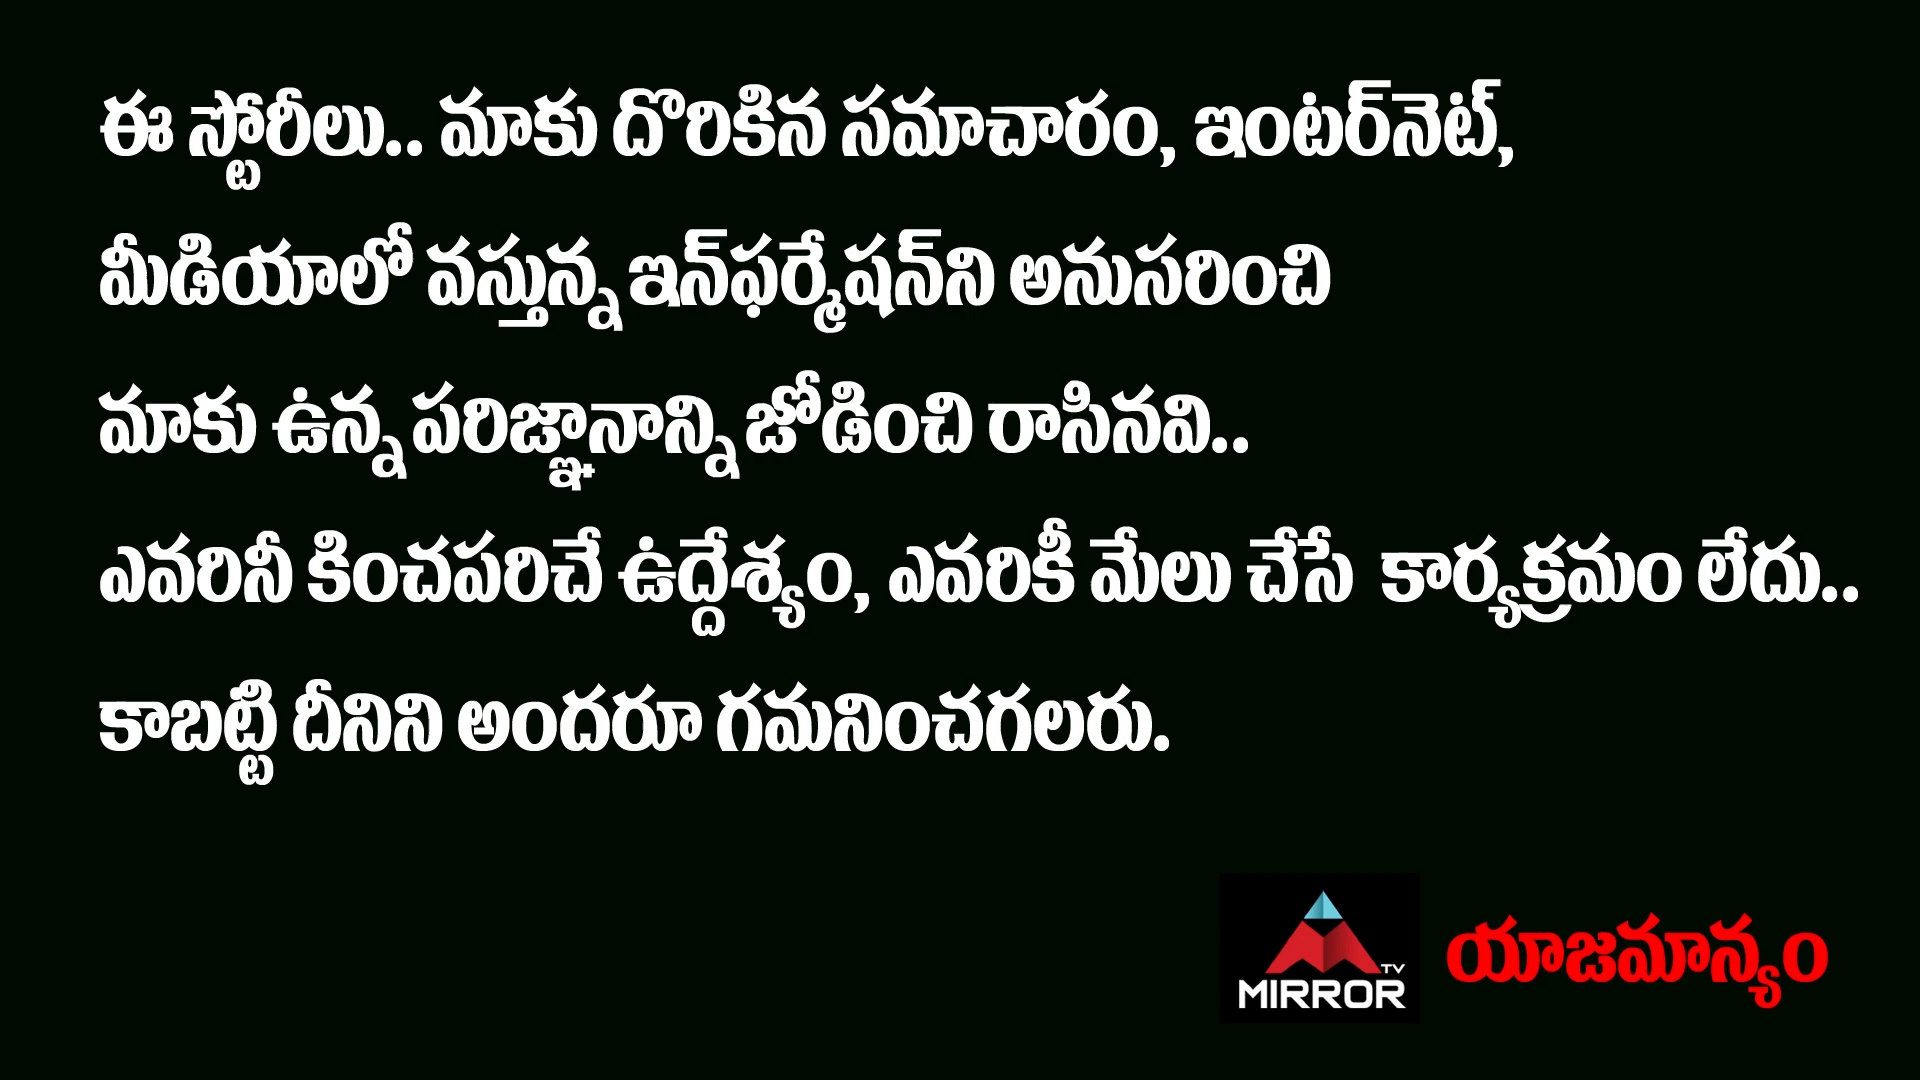 ఈ స్టోరీలు.. మాకు దొరికిన సమాచారం, ఇంటర్‌నెట్,
మీడియాలో వస్తున్న ఇన్‌ఫర్మేషన్‌ని అనుసరించి
మాకు ఉన్న పరిజ్ఞానాన్ని జోడించి రాసినవి..
ఎవరినీ కించపరిచే ఉద్దేశ్యం, ఎవరికీ మేలు చేసే కార్యక్రమం లేదు..
కాబట్టి దీనిని అందరూ గమనించగలరు.
TV
MIRROR
యాజమాన్యం